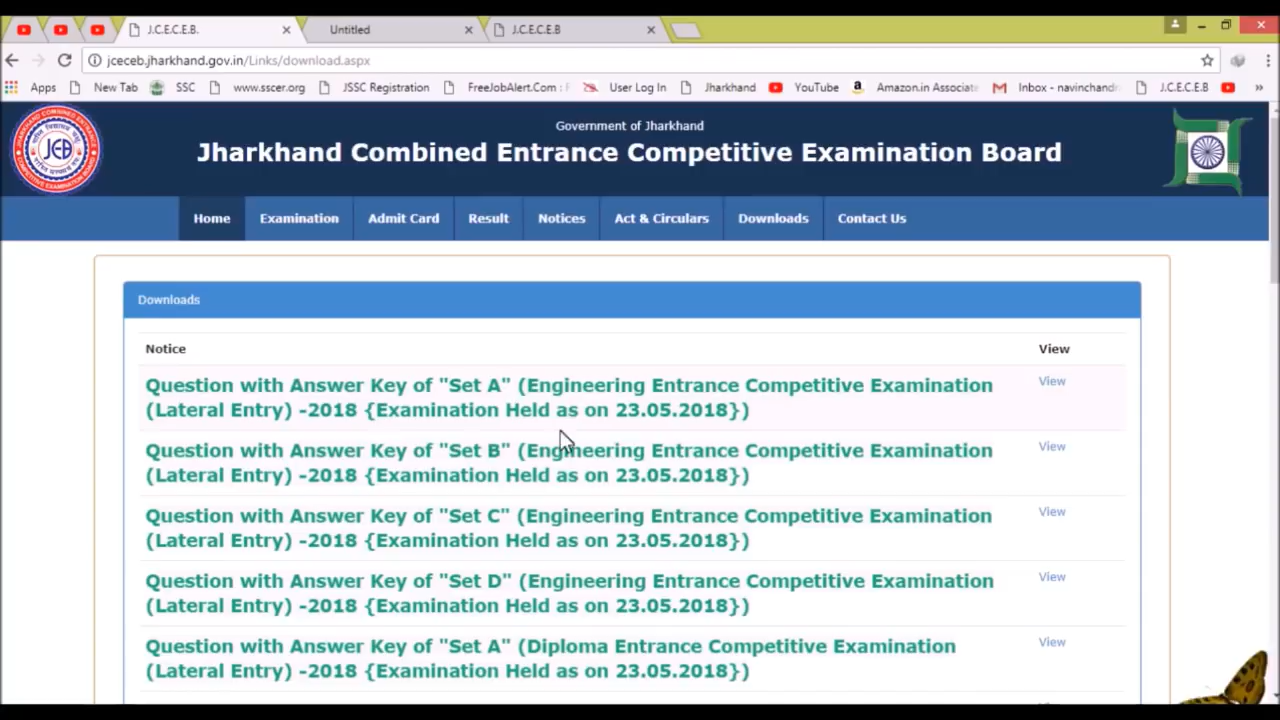 J.C.E.C.E.B.
Untitled
J.C.E.C.E.B
jceceb.jharkhand.gov.in/Links/download.aspx
Apps
New Tab
SSC
www.sscer.org
JSSC Registration
FreeJobAlert.Com :
User Log In
Jharkhand
YouTube
Amazon.in Associate
Inbox - navinchandr
J.C.E.C.E.B
»
JEB
Government of Jharkhand
Jharkhand Combined Entrance Competitive Examination Board
Home
Examination
Admit Card
Result
Notices
Act & Circulars
Downloads
Contact Us
Downloads
Notice
View
Question with Answer Key of "Set A" (Engineering Entrance Competitive Examination
(Lateral Entry) -2018 {Examination Held as on 23.05.2018})
View
Question with Answer Key of "Set B" (Engineering Entrance Competitive Examination
(Lateral Entry) -2018 {Examination Held as on 23.05.2018})
View
Question with Answer Key of "Set C" (Engineering Entrance Competitive Examination
(Lateral Entry) -2018 {Examination Held as on 23.05.2018})
View
Question with Answer Key of "Set D" (Engineering Entrance Competitive Examination
(Lateral Entry) -2018 {Examination Held as on 23.05.2018})
View
Question with Answer Key of "Set A" (Diploma Entrance Competitive Examination
(Lateral Entry) -2018 {Examination Held as on 23.05.2018})
View